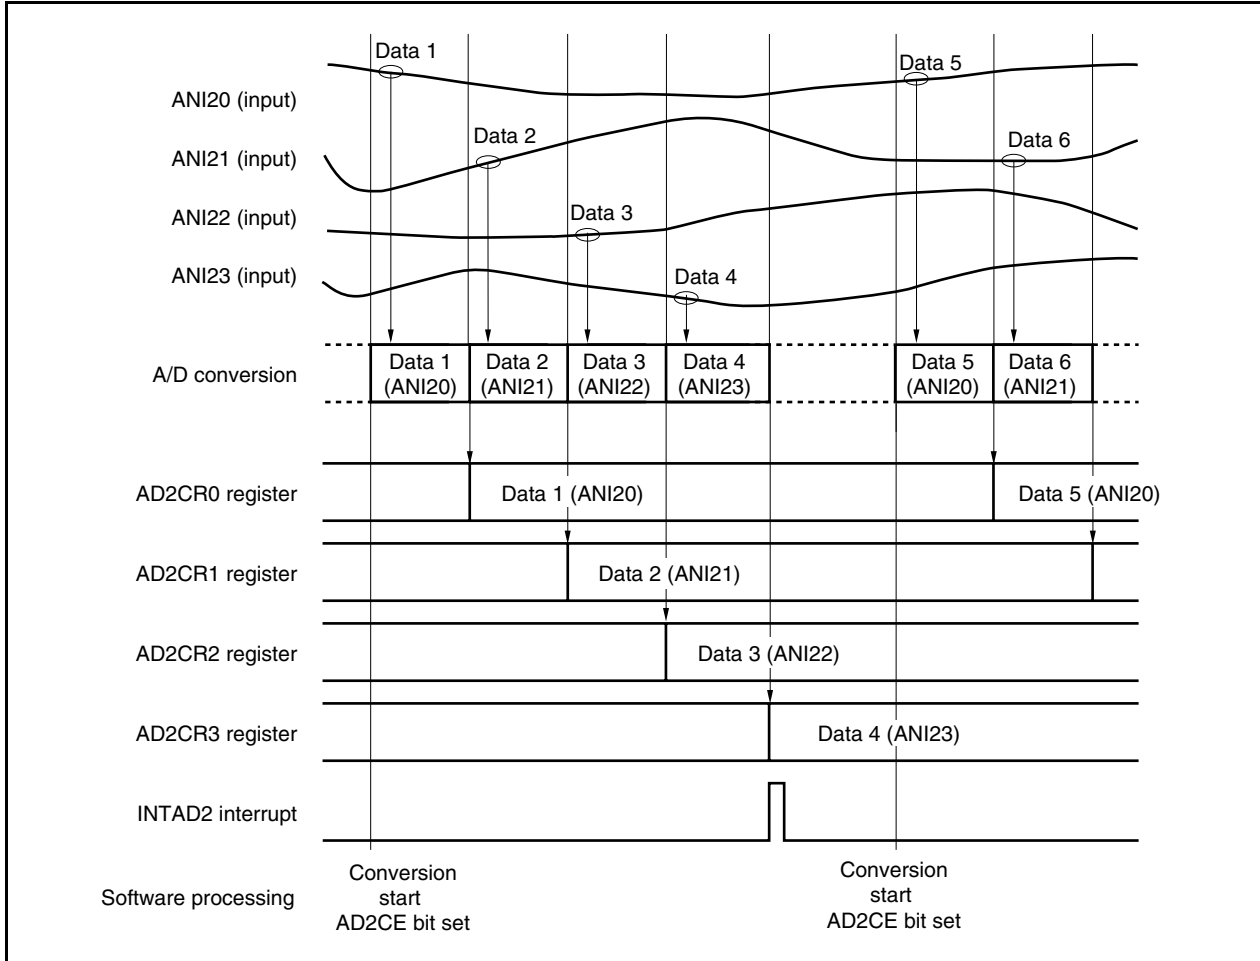 Data 1
Data 5
ANI20 (input)
Data 2
Data 6
ANI21 (input)
ANI22 (input)
Data 3
ANI23 (input)
Data 4
A/D conversion
Data 1
(ANI20)
Data 2
(ANI21)
Data 3
(ANI22)
Data 4
(ANI23)
Data 5
(ANI20)
Data 6
(ANI21)
AD2CR0 register
Data 1 (ANI20)
Data 5 (ANI20)
AD2CR1 register
Data 2 (ANI21)
AD2CR2 register
Data 3 (ANI22)
AD2CR3 register
Data 4 (ANI23)
INTAD2 interrupt
Software processing
Conversion
start
AD2CE bit set
Conversion
start
AD2CE bit set